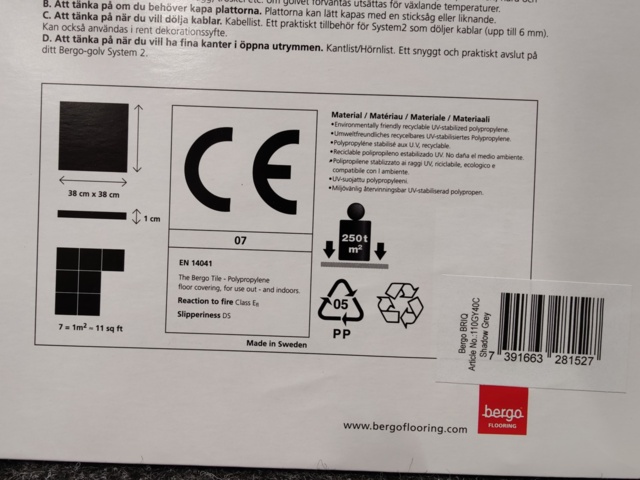 B. Att tänka på om du behöver kapa plattorna. Plattorna kan lätt kapas med en sticksåg eller liknande.
C. Att tänka på när du vill dölja kablar. Kabellist. Ett praktiskt tillbehör för System2 som döljer kablar (upp till 6 mm).
Kan också användas i rent dekorationssyfte.
D. Att tänka på när du vill ha fina kanter i öppna utrymmen. Kantlist/Hörnlist. Ett snyggt och praktiskt avslut på
ditt Bergo-golv System 2.
38 cm x 38 cm
1 cm
7 = 1m² = 11 sq ft
CE
07
EN 14041
The Bergo Tile - Polypropylene
floor covering, for use out - and indoors.
Reaction to fire Class Efl
Slipperiness DS
Made in Sweden
Material / Matériau / Materiale / Materiaali
•Environmentally friendly recyclable UV-stabilized polypropylene.
•Umweltfreundliches recycelbares UV-stabilisiertes Polypropylen.
•Polypropylène stabilisé aux U.V, recyclable.
•Reciclable polipropileno estabilizado UV. No daña el medio ambiente.
•Polipropilene stablizzato ai raggi UV, riciclabile, ecologico e
compatibile con l ambiente.
•UV-suojattu polypropyleeni.
•Miljövänlig återvinningsbar UV-stabiliserad polypropen.
250t
m²
05
PP
Bergo BRIQ
Article No.:110GY40C
Shadow Grey
7 391663 281527
bergo
FLOORING
www.bergoflooring.com